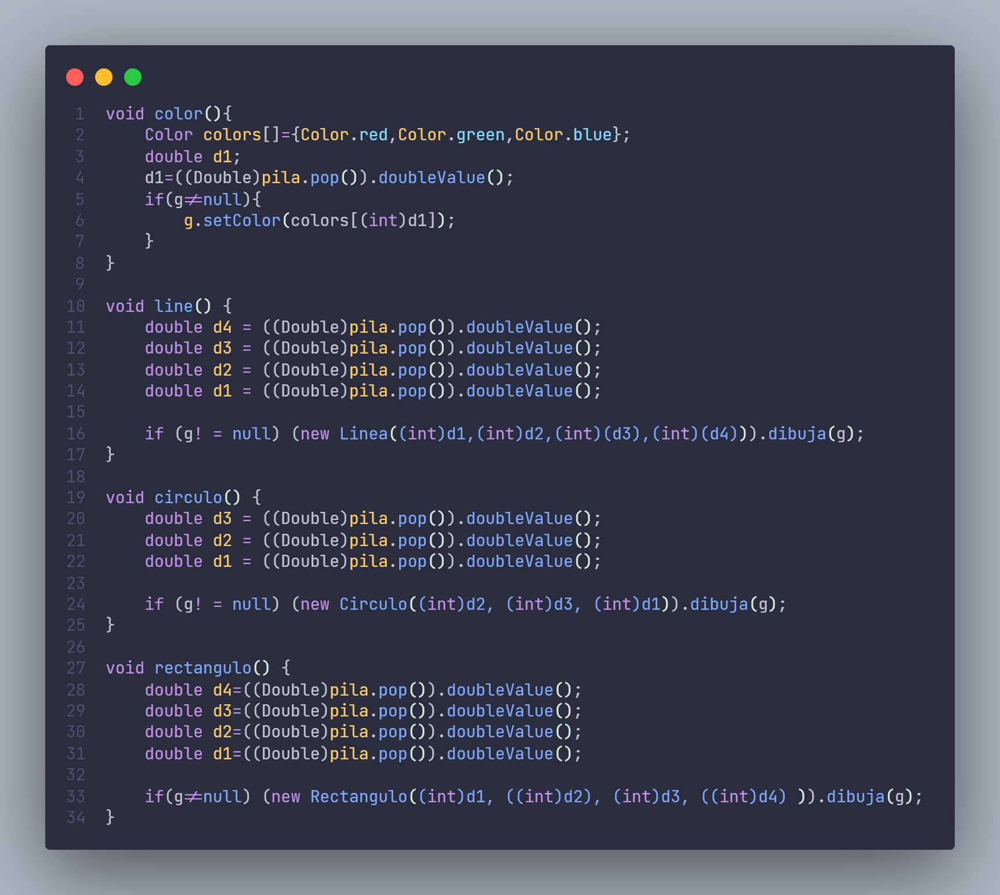 1 void color(){
2     Color colors[]={Color.red,Color.green,Color.blue};
3     double d1;
4     d1=((Double)pila.pop()).doubleValue();
5     if(g!=null){
6         g.setColor(colors[(int)d1]);
7     }
8 }
9
10 void line() {
11     double d4 = ((Double)pila.pop()).doubleValue();
12     double d3 = ((Double)pila.pop()).doubleValue();
13     double d2 = ((Double)pila.pop()).doubleValue();
14     double d1 = ((Double)pila.pop()).doubleValue();
15
16     if (g! = null) (new Linea((int)d1,(int)d2,(int)(d3),(int)(d4))).dibuja(g);
17 }
18
19 void circulo() {
20     double d3 = ((Double)pila.pop()).doubleValue();
21     double d2 = ((Double)pila.pop()).doubleValue();
22     double d1 = ((Double)pila.pop()).doubleValue();
23
24     if (g! = null) (new Circulo((int)d2, (int)d3, (int)d1)).dibuja(g);
25 }
26
27 void rectangulo() {
28     double d4=((Double)pila.pop()).doubleValue();
29     double d3=((Double)pila.pop()).doubleValue();
30     double d2=((Double)pila.pop()).doubleValue();
31     double d1=((Double)pila.pop()).doubleValue();
32
33     if(g!=null) (new Rectangulo((int)d1, ((int)d2), (int)d3, ((int)d4) )).dibuja(g);
34 }